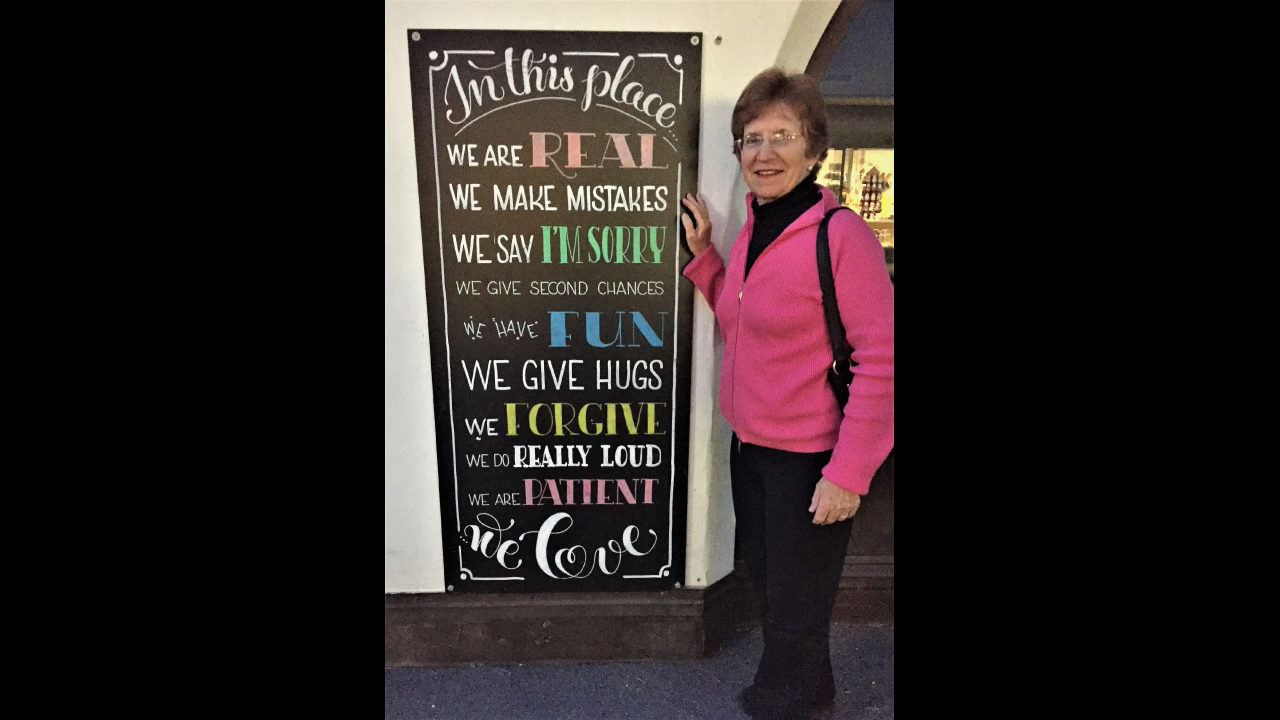 In this place
WE ARE REAL
WE MAKE MISTAKES
WE SAY I'M SORRY
WE GIVE SECOND CHANCES
WE HAVE FUN
WE GIVE HUGS
WE FORGIVE
WE DO REALLY LOUD
WE ARE PATIENT
we Love